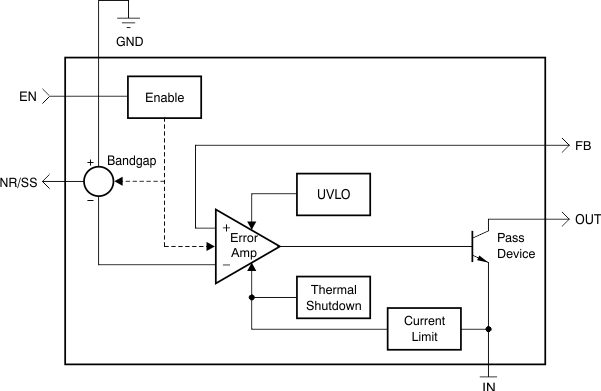 GND
EN
Enable
+
Bandgap
FB
NR/SS
−
UVLO
OUT
+
Error
Amp
−
Pass
Device
Thermal
Shutdown
Current
Limit
IN